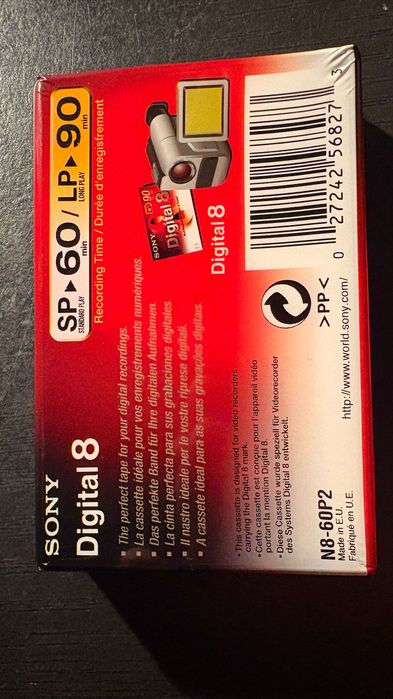 SONY
Digital 8
SP ▸ 60 / LP ▸ 90
STANDARD PLAY min LONG PLAY min
Recording Time / Durée d'enregistrement
▪ The perfect tape for your digital recordings.
▪ La cassette idéale pour vos enregistrements numériques.
▪ Das perfekte Band für Ihre digitalen Aufnahmen.
▪ La cinta perfecta para sus grabaciones digitales
▪ Il nastro ideale per le vostre riprese digitali.
▪ A cassete ideal para as suas gravações digitais.
SONY
90
Digital 8
Digital 8
• This cassette is designed for video recorders
carrying the Digital 8 mark.
• Cette cassette est conçue pour l'appareil vidéo
portant la mention Digital 8.
• Diese Cassette wurde speziell für Videorecorder
des Systems Digital 8 entwickelt.
N8-60P2
Made in E.U.
Fabriqué en U.E.
>PP<
http://www.world.sony.com/
0 27242 56827 3